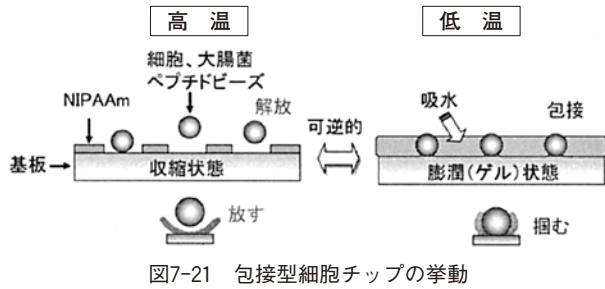 高 温
低 温
細胞、大腸菌
ペプチドビーズ
NIPAAm
解放
吸水
包接
可逆的
基板
収縮状態
膨潤(ゲル)状態
放す
掴む
図7-21 包接型細胞チップの挙動